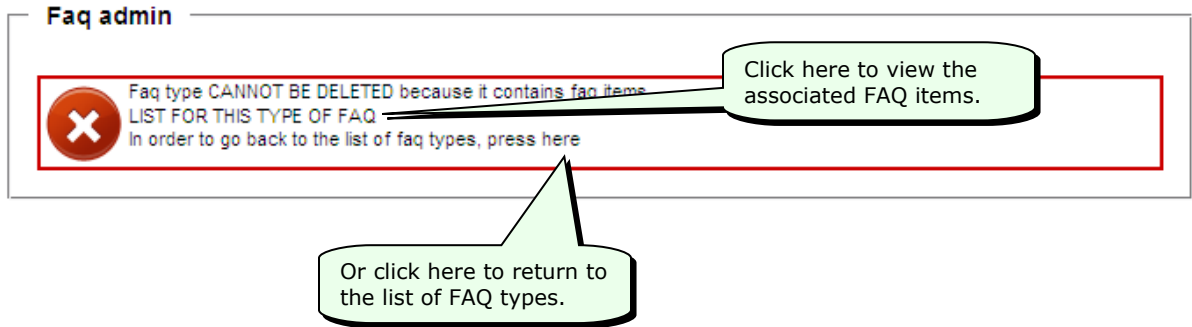 Faq admin
Faq type CANNOT BE DELETED because it contains faq items
LIST FOR THIS TYPE OF FAQ
In order to go back to the list of faq types, press here
Click here to view the
associated FAQ items.
Or click here to return to
the list of FAQ types.